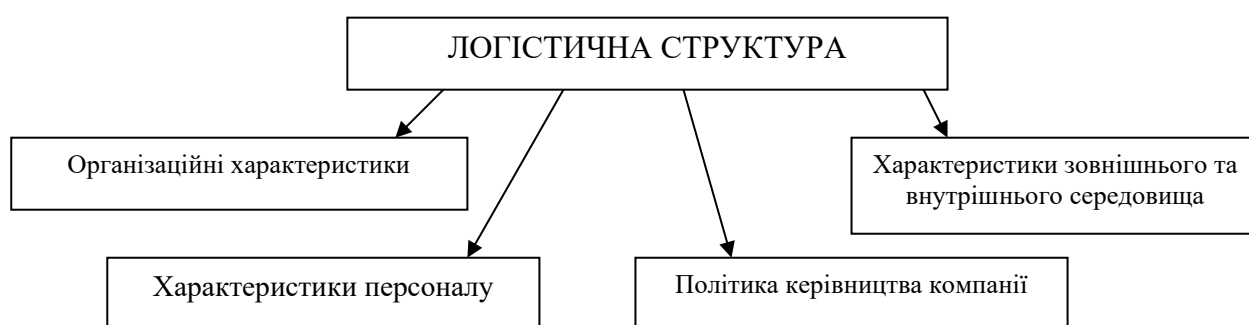 ЛОГІСТИЧНА СТРУКТУРА
Організаційні характеристики
Характеристики зовнішнього та
внутрішнього середовища
Характеристики персоналу
Політика керівництва компанії